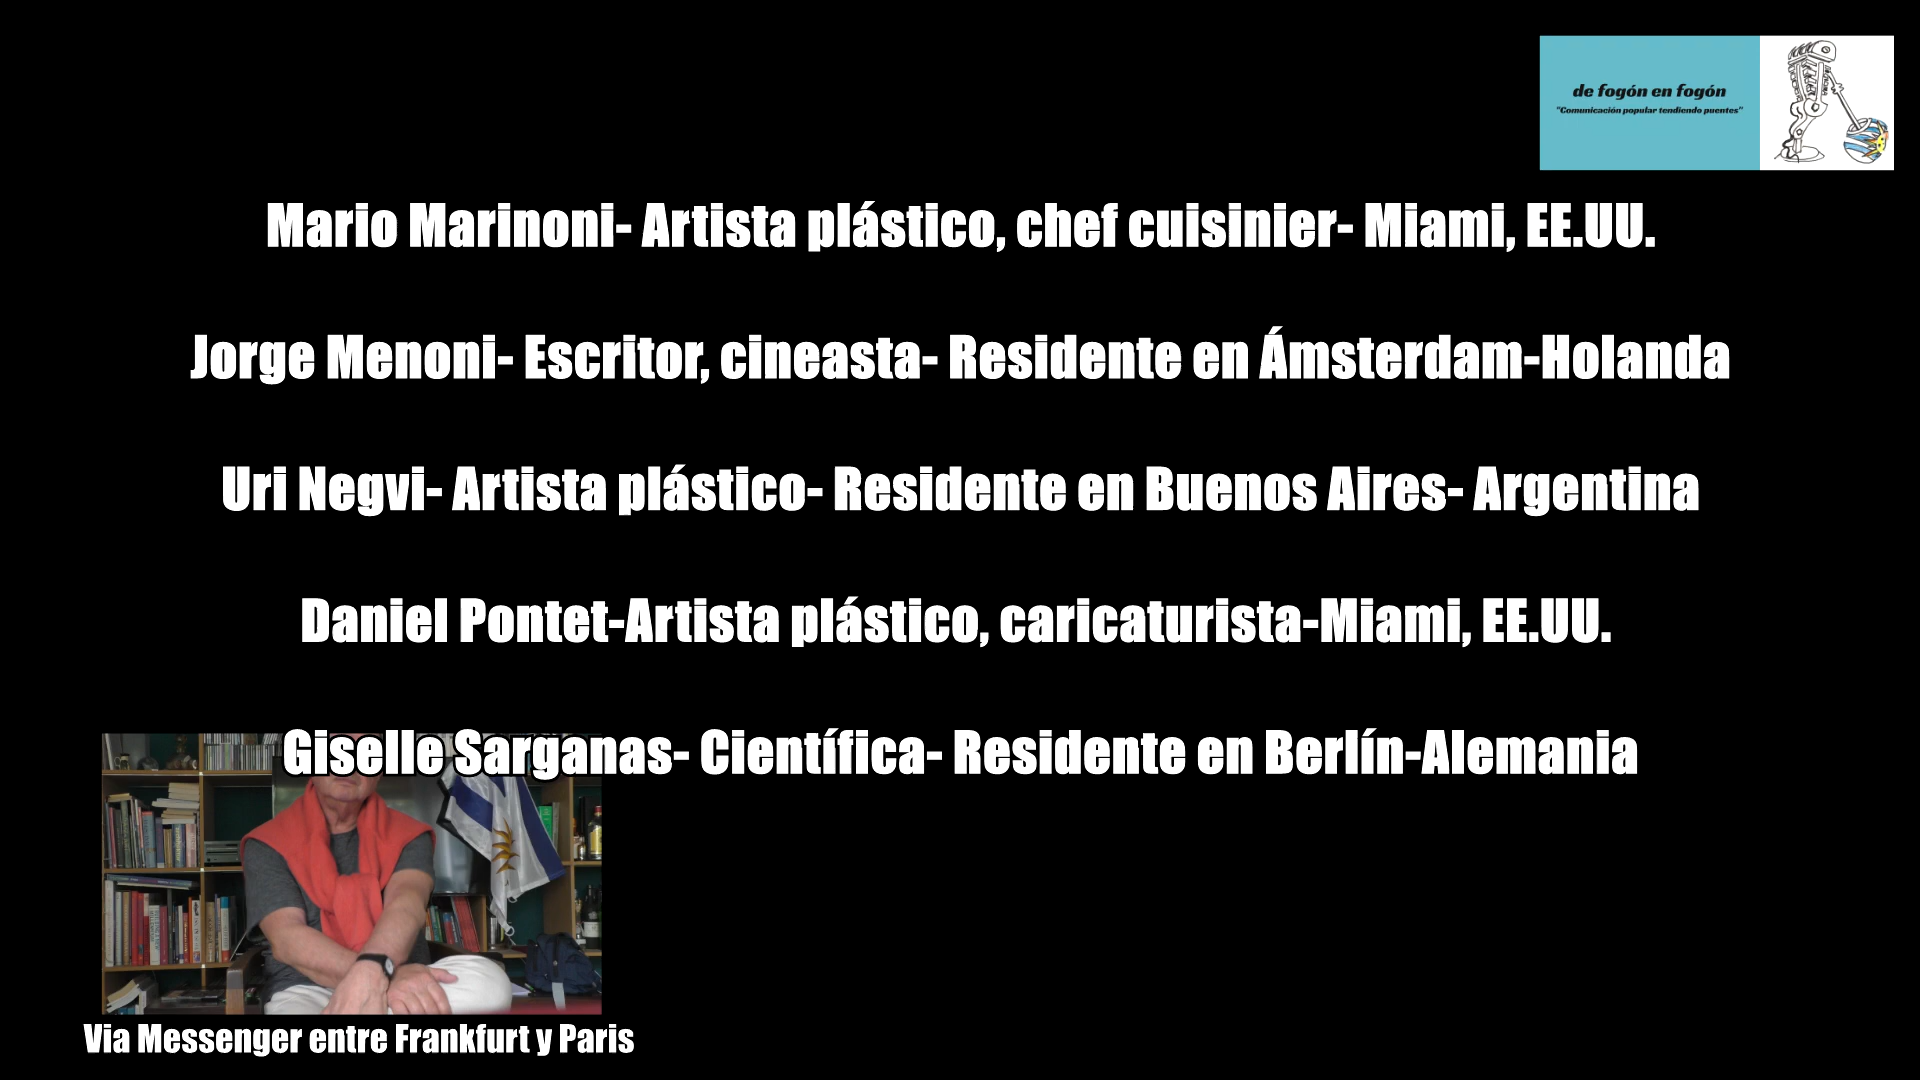 de fogón en fogón
"Comunicación popular tendiendo puentes"
Mario Marinoni- Artista plástico, chef cuisinier- Miami, EE.UU.
Jorge Menoni- Escritor, cineasta- Residente en Ámsterdam-Holanda
Uri Negvi- Artista plástico- Residente en Buenos Aires- Argentina
Daniel Pontet-Artista plástico, caricaturista-Miami, EE.UU.
Giselle Sarganas- Científica- Residente en Berlín-Alemania
Via Messenger entre Frankfurt y Paris